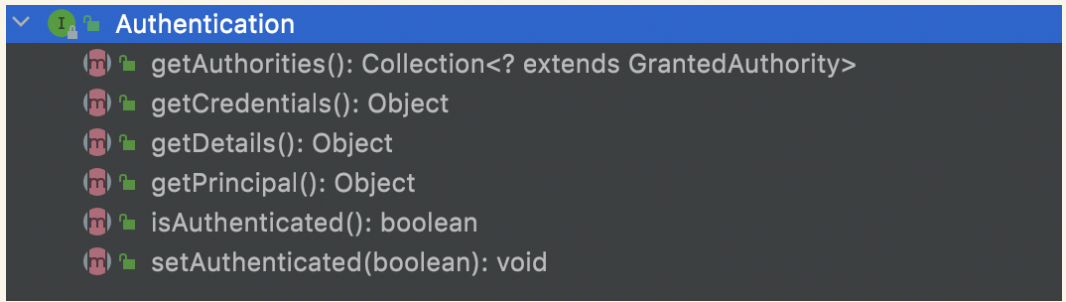 Authentication
getAuthorities(): Collection<? extends GrantedAuthority>
getCredentials(): Object
getDetails(): Object
getPrincipal(): Object
isAuthenticated(): boolean
setAuthenticated(boolean): void